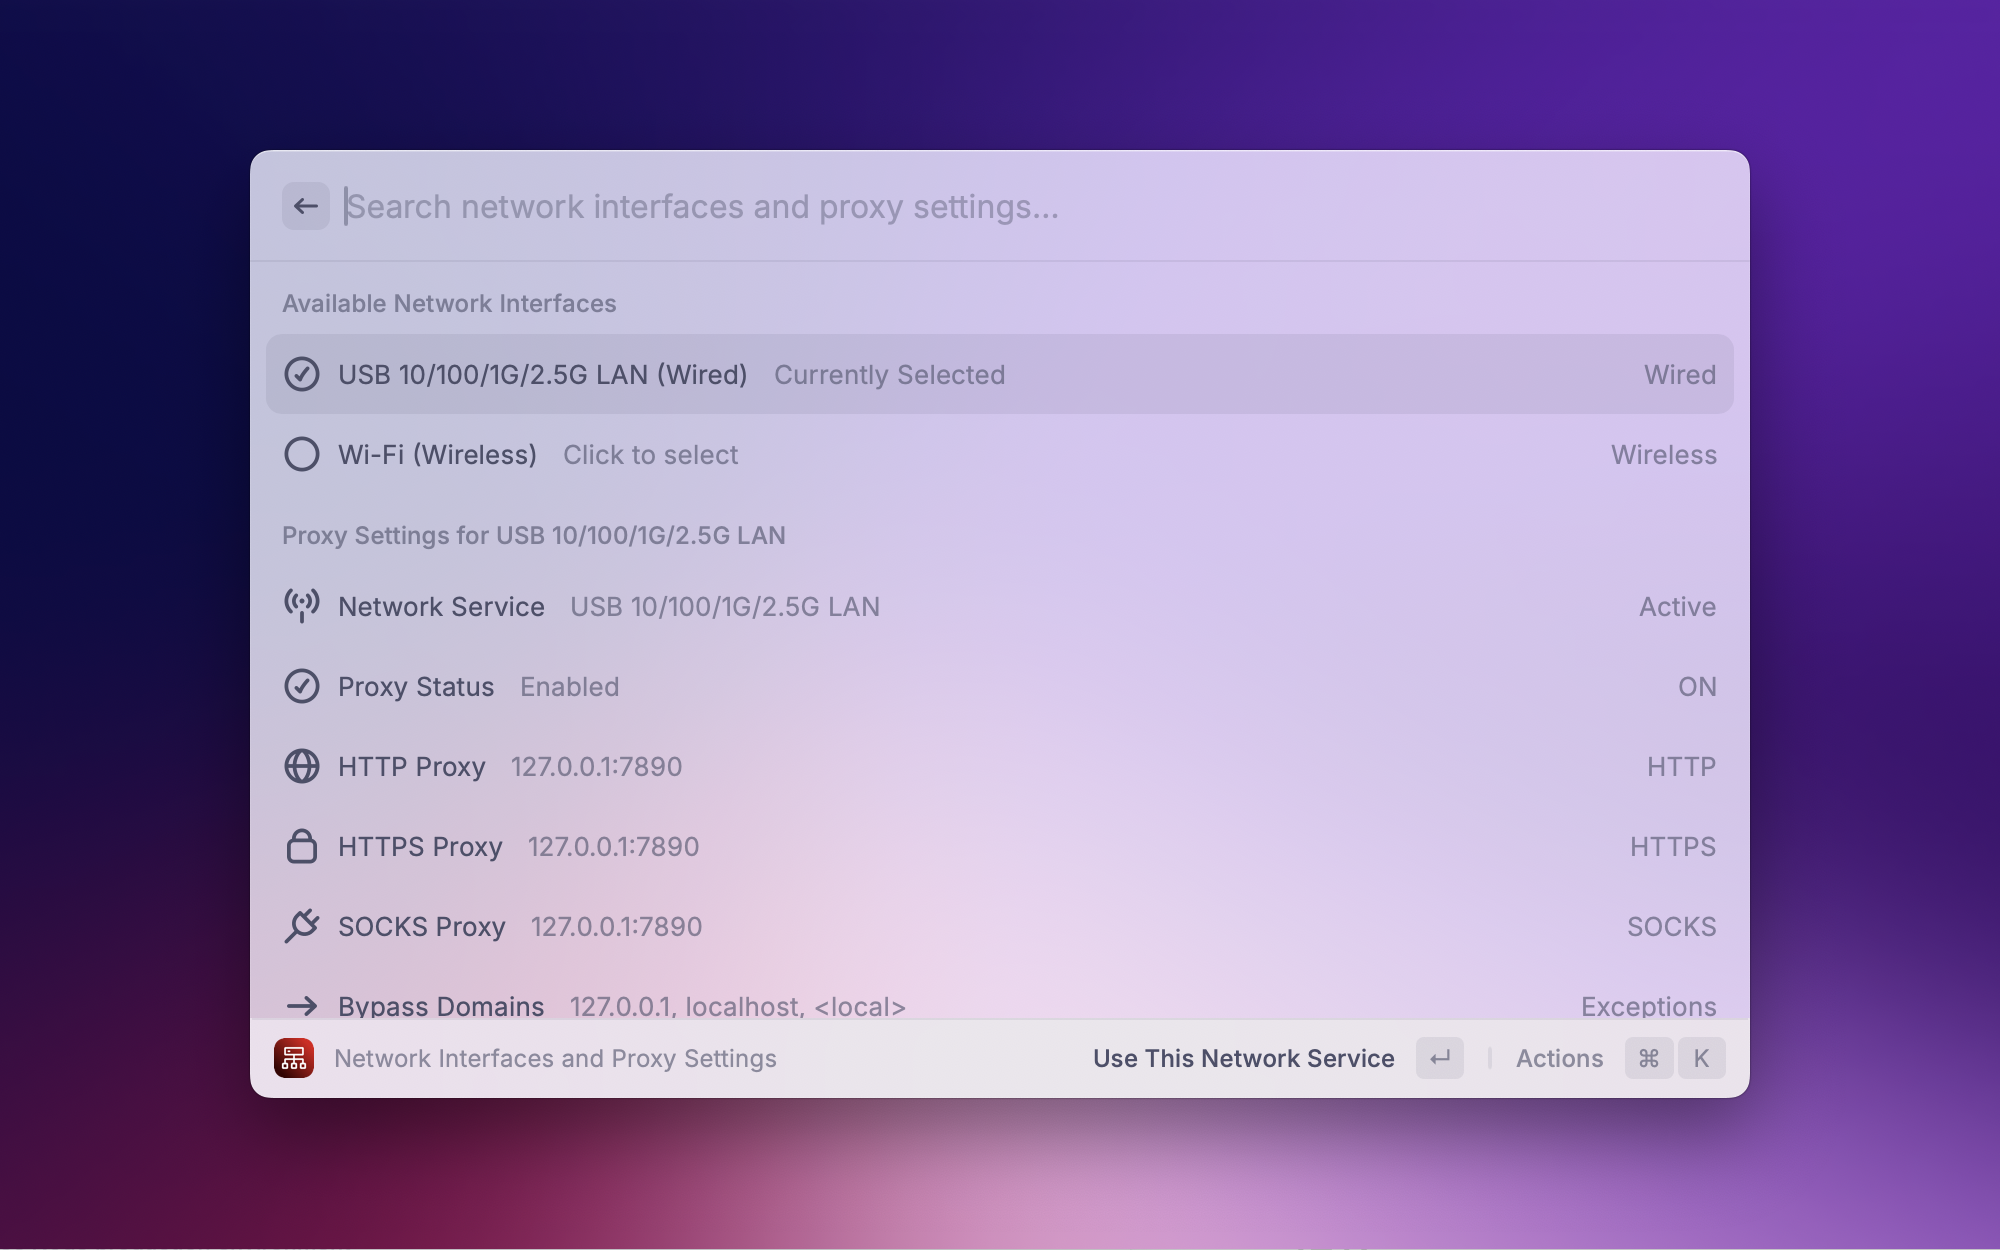 Search network interfaces and proxy settings...
Available Network Interfaces
USB 10/100/1G/2.5G LAN (Wired) Currently Selected Wired
Wi-Fi (Wireless) Click to select Wireless
Proxy Settings for USB 10/100/1G/2.5G LAN
Network Service USB 10/100/1G/2.5G LAN Active
Proxy Status Enabled ON
HTTP Proxy 127.0.0.1:7890 HTTP
HTTPS Proxy 127.0.0.1:7890 HTTPS
SOCKS Proxy 127.0.0.1:7890 SOCKS
Bypass Domains 127.0.0.1, localhost, <local> Exceptions
Network Interfaces and Proxy Settings Use This Network Service ↵ Actions ⌘ K